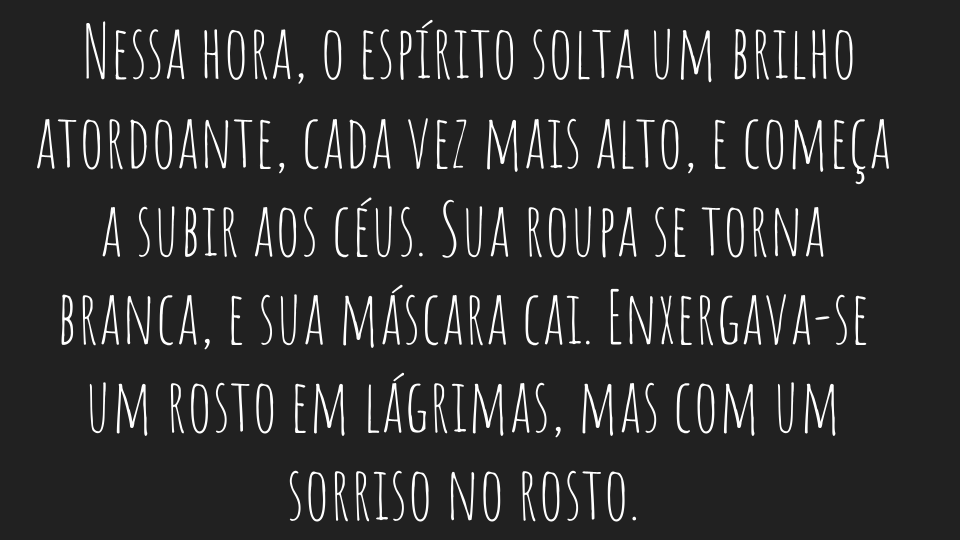 Nessa hora, o espírito solta um brilho
atordoante, cada vez mais alto, e começa
a subir aos céus. Sua roupa se torna
branca, e sua máscara cai. Enxergava-se
um rosto em lágrimas, mas com um
sorriso no rosto.